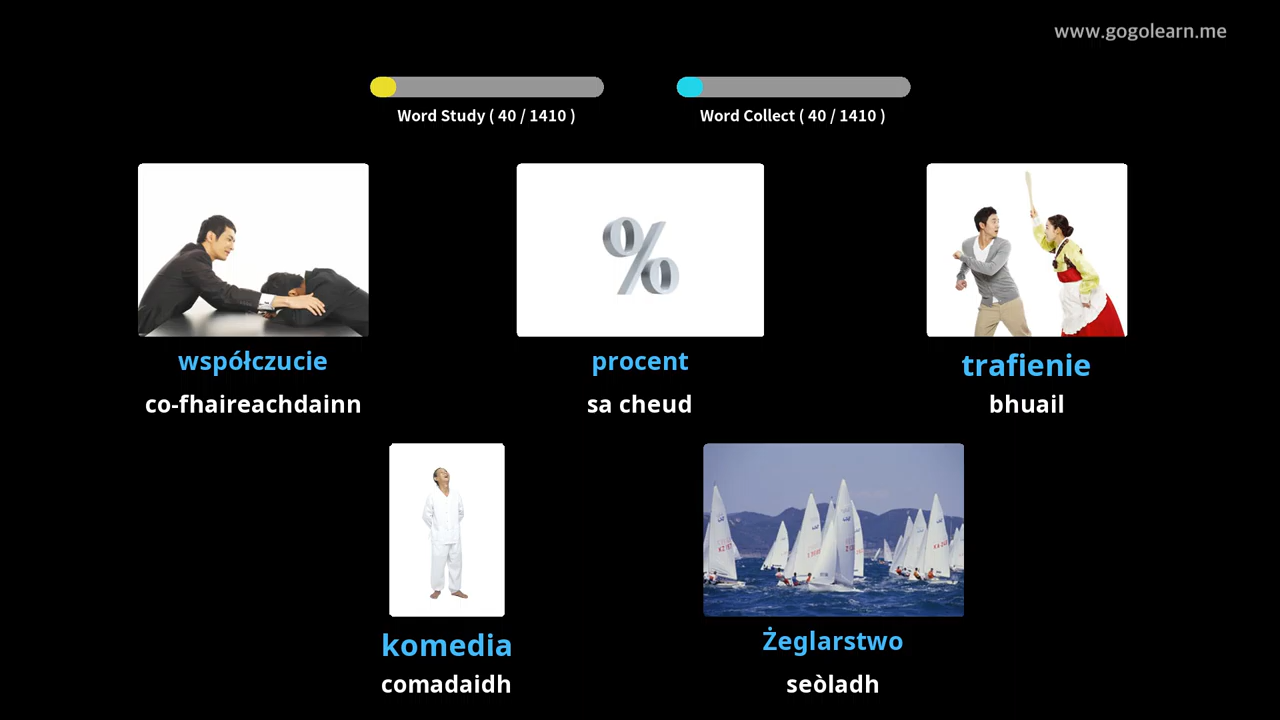 www.gogolearn.me
Word Study ( 40 / 1410 )
Word Collect ( 40 / 1410 )
współczucie
procent
trafienie
co-fhaireachdainn
sa cheud
bhuail
komedia
Żeglarstwo
comadaidh
seòladh